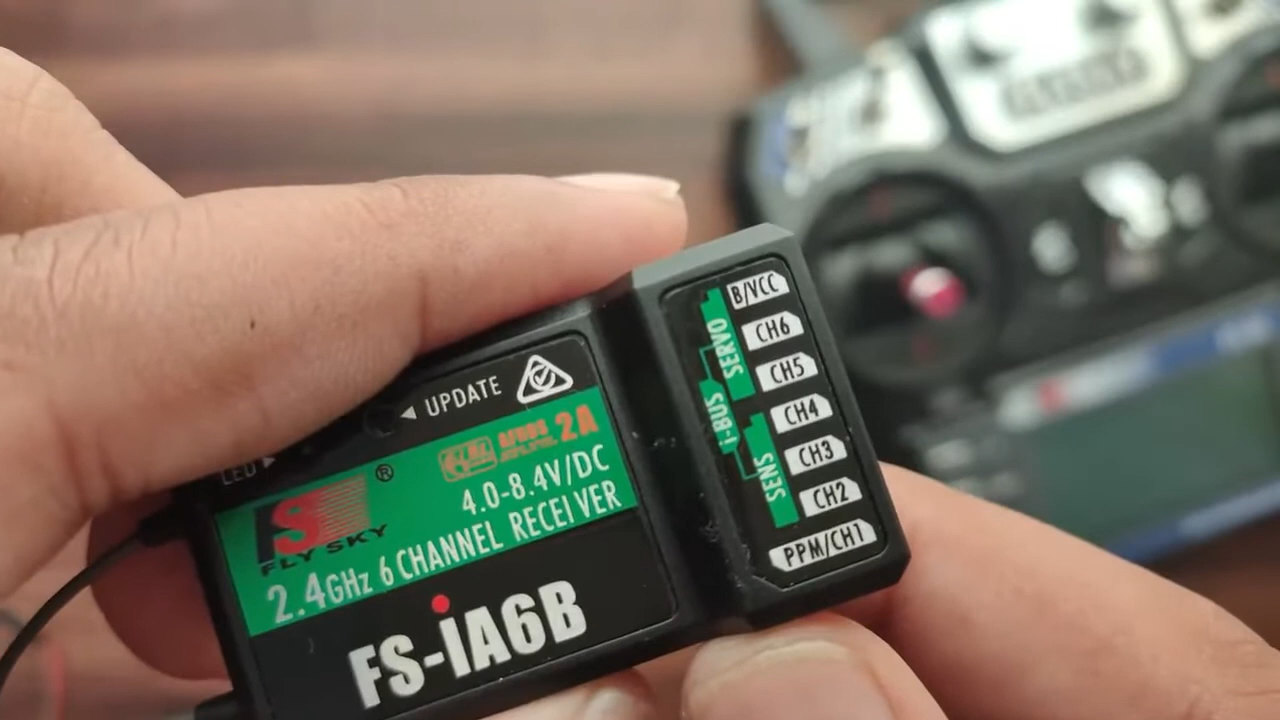 ◄ UPDATE
LED ►
2A
FS ®
FLY SKY
4.0-8.4V/DC
2.4GHz 6 CHANNEL RECEIVER
FS-iA6B
B/VCC
CH6
CH5
CH4
CH3
CH2
PPM/CH1
SERVO
i-BUS
SENS